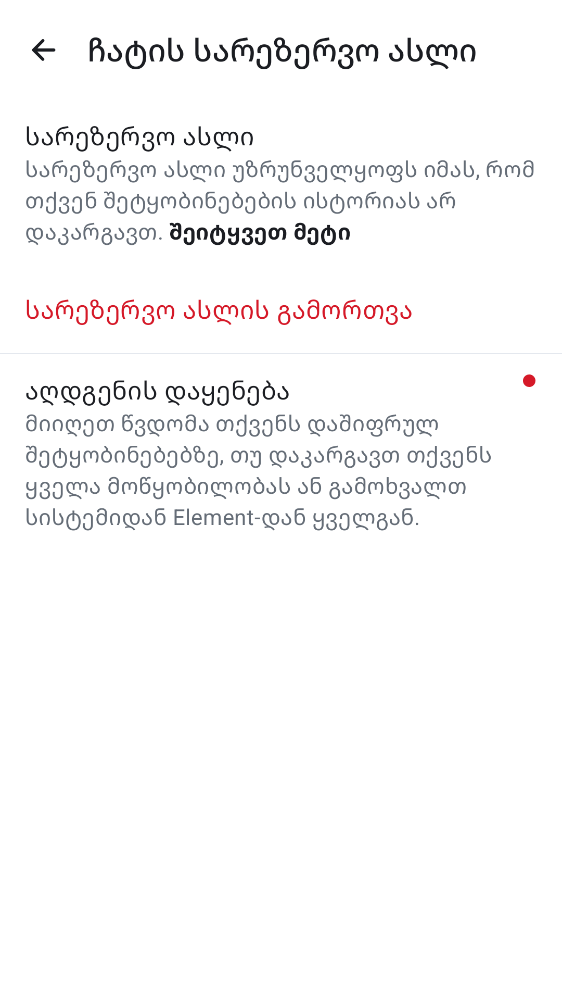 ჩატის სარეზერვო ასლი
სარეზერვო ასლი
სარეზერვო ასლი უზრუნველყოფს იმას, რომ
თქვენ შეტყობინებების ისტორიას არ
დაკარგავთ. შეიტყვეთ მეტი
სარეზერვო ასლის გამორთვა
აღდგენის დაყენება
მიიღეთ წვდომა თქვენს დაშიფრულ
შეტყობინებებზე, თუ დაკარგავთ თქვენს
ყველა მოწყობილობას ან გამოხვალთ
სისტემიდან Element-დან ყველგან.